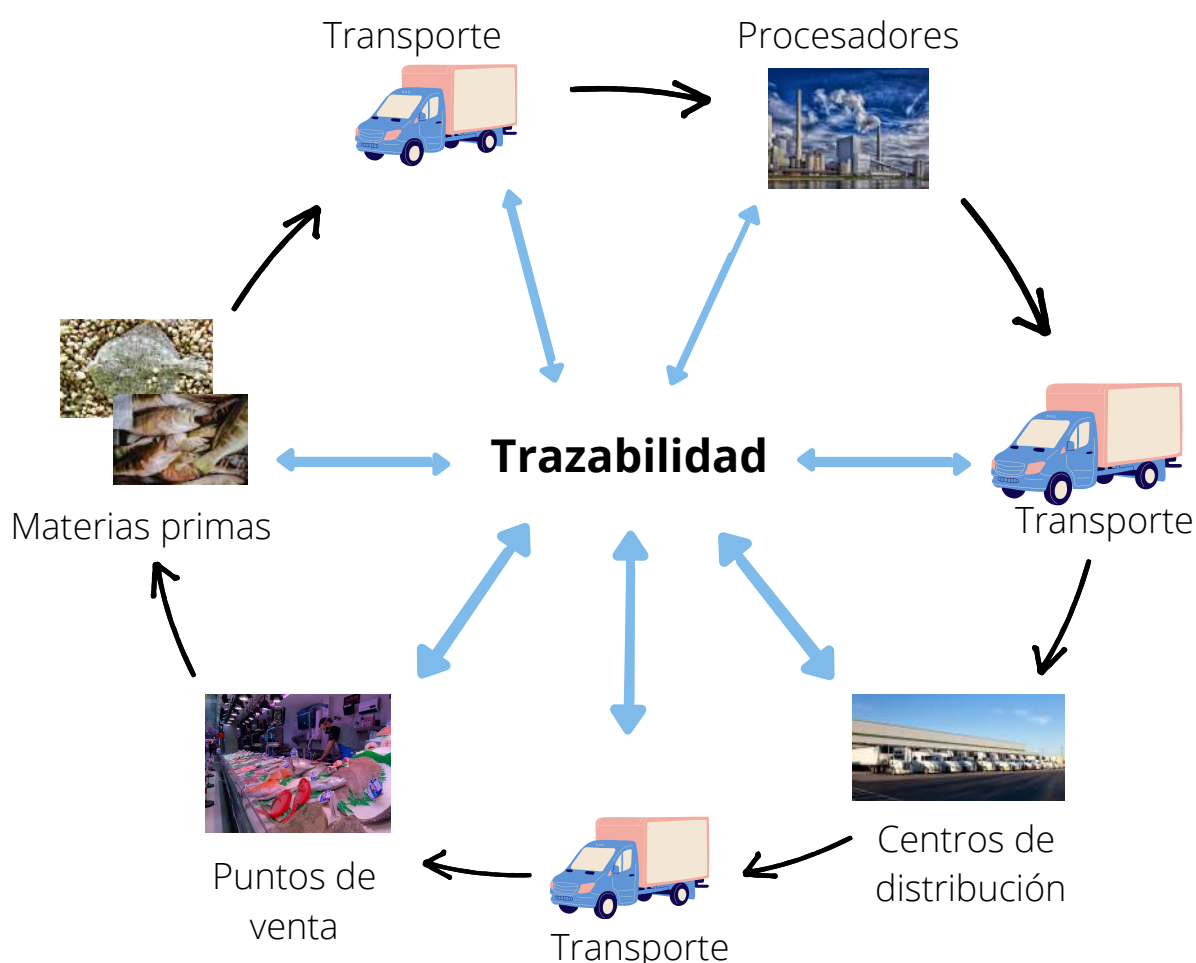 Transporte
Procesadores
Trazabilidad
Transporte
Materias primas
Centros de
distribución
Puntos de
venta
Transporte